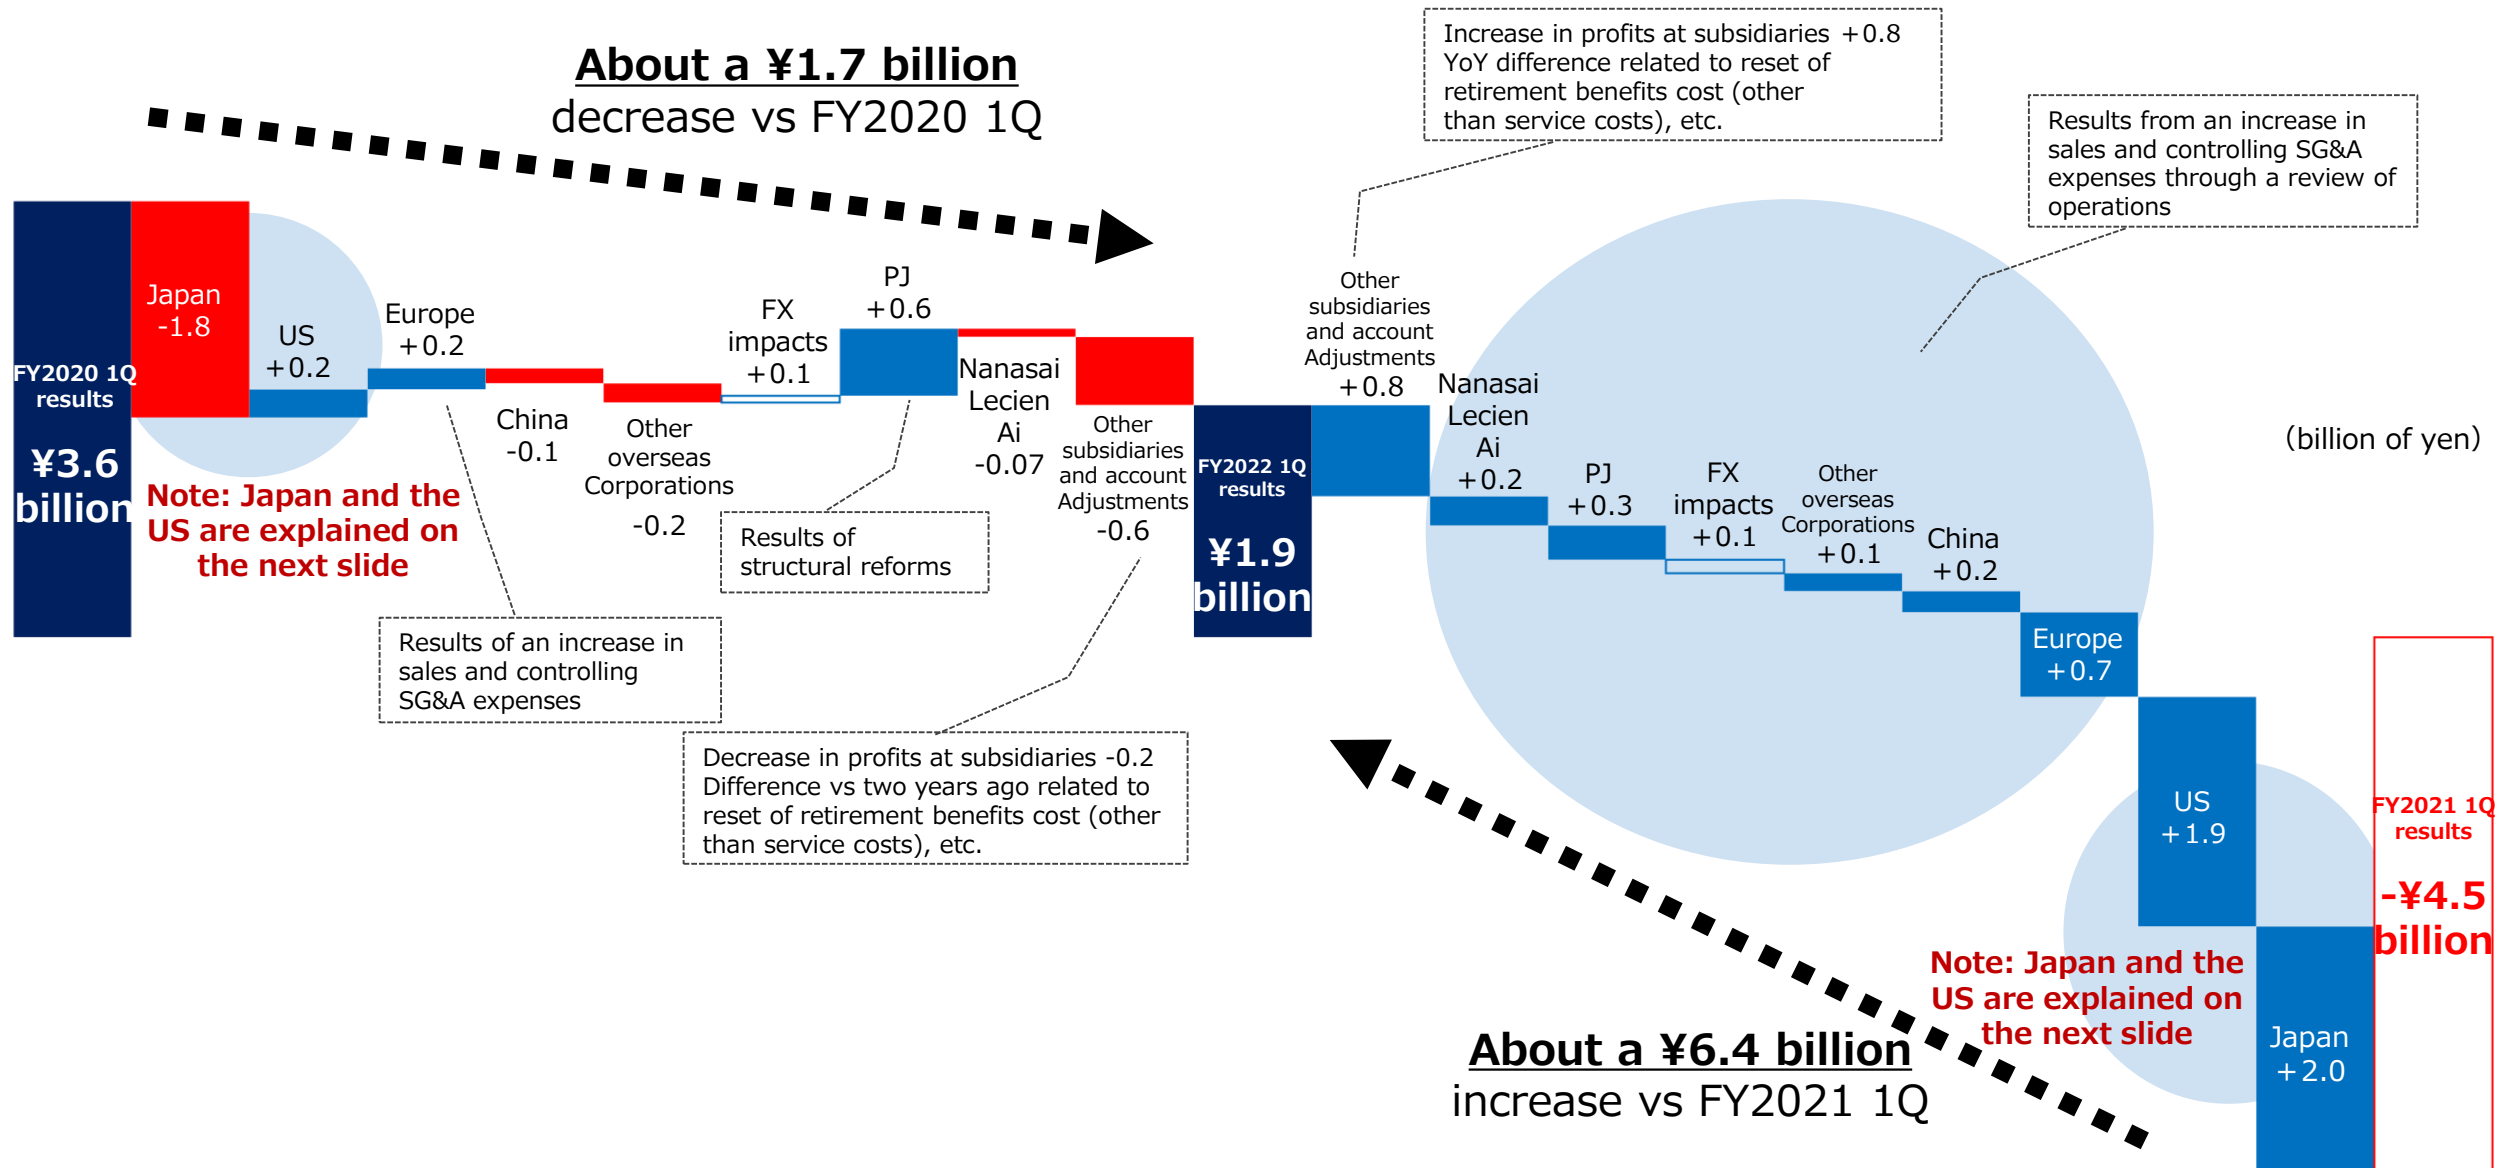 About a ¥1.7 billion
decrease vs FY2020 1Q
Increase in profits at subsidiaries +0.8
YoY difference related to reset of
retirement benefits cost (other
than service costs), etc.
Results from an increase in
sales and controlling SG&A
expenses through a review of
operations
FY2020 1Q
results
¥3.6
billion
Japan
-1.8
US
+0.2
Europe
+0.2
China
-0.1
Other
overseas
Corporations
-0.2
FX
impacts
+0.1
PJ
+0.6
Nanasai
Lecien
Ai
-0.07
Other
subsidiaries
and account
Adjustments
-0.6
Note: Japan and the
US are explained on
the next slide
Results of
structural reforms
Results of an increase in
sales and controlling
SG&A expenses
Decrease in profits at subsidiaries -0.2
Difference vs two years ago related to
reset of retirement benefits cost (other
than service costs), etc.
FY2022 1Q
results
¥1.9
billion
Other
subsidiaries
and account
Adjustments
+0.8
Nanasai
Lecien
Ai
+0.2
PJ
+0.3
FX
impacts
+0.1
Other
overseas
Corporations
+0.1
China
+0.2
(billion of yen)
Europe
+0.7
US
+1.9
Japan
+2.0
FY2021 1Q
results
-¥4.5
billion
Note: Japan and the
US are explained on
the next slide
About a ¥6.4 billion
increase vs FY2021 1Q